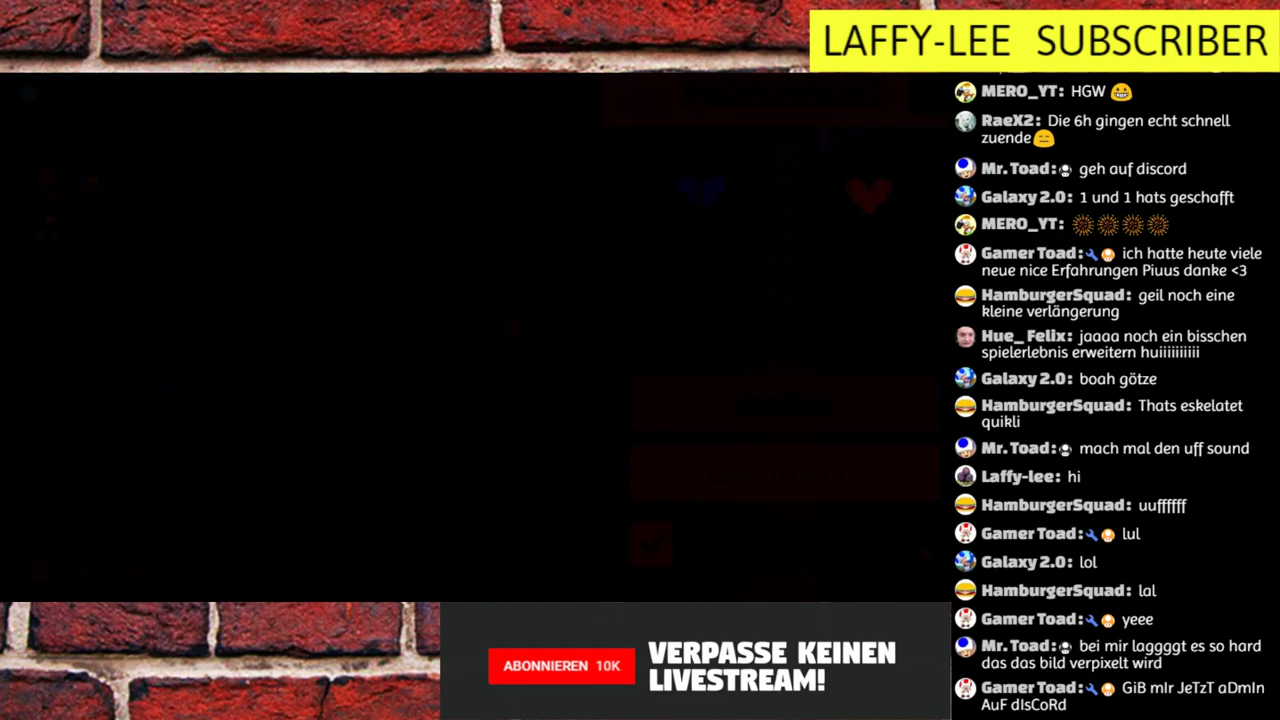 LAFFY-LEE SUBSCRIBER
MERO_YT: HGW 😬
RaeX2: Die 6h gingen echt schnell
zuende😑
Mr. Toad: geh auf discord
Galaxy 2.0: 1 und 1 hats geschafft
MERO_YT:
Gamer Toad: ich hatte heute viele
neue nice Erfahrungen Piuus danke <3
HamburgerSquad: geil noch eine
kleine verlängerung
Hue_Felix: jaaaa noch ein bisschen
spielerlebnis erweitern huiiiiiiiiii
Galaxy 2.0: boah götze
HamburgerSquad: Thats eskelatet
quikli
Mr. Toad: mach mal den uff sound
Laffy-lee: hi
HamburgerSquad: uuffffff
Gamer Toad: lul
Galaxy 2.0: lol
HamburgerSquad: lal
Gamer Toad: yeee
Mr. Toad: bei mir laggggt es so hard
das das bild verpixelt wird
Gamer Toad: GiB mIr JeTzT aDmIn
AuF dIsCoRd
ABONNIEREN 10K
VERPASSE KEINEN
LIVESTREAM!